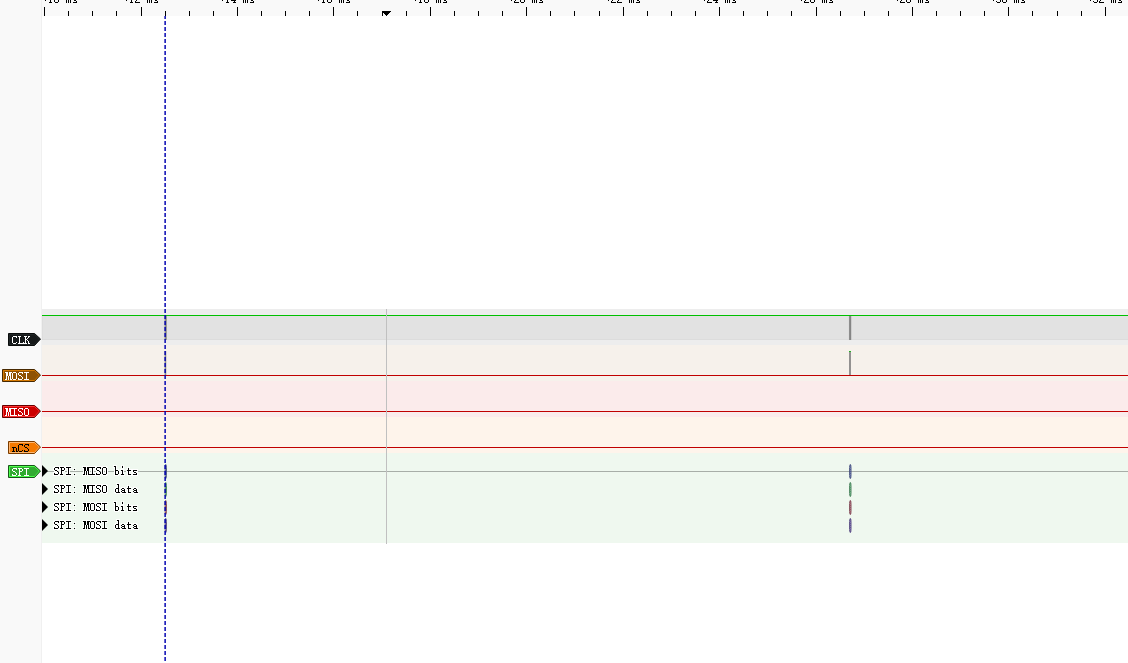 +10 ms +12 ms +14 ms +16 ms +18 ms +20 ms +22 ms +24 ms +26 ms +28 ms +30 ms +32 ms
CLK
MOSI
MISO
nCS
SPI SPI: MISO bits
SPI: MISO data
SPI: MOSI bits
SPI: MOSI data